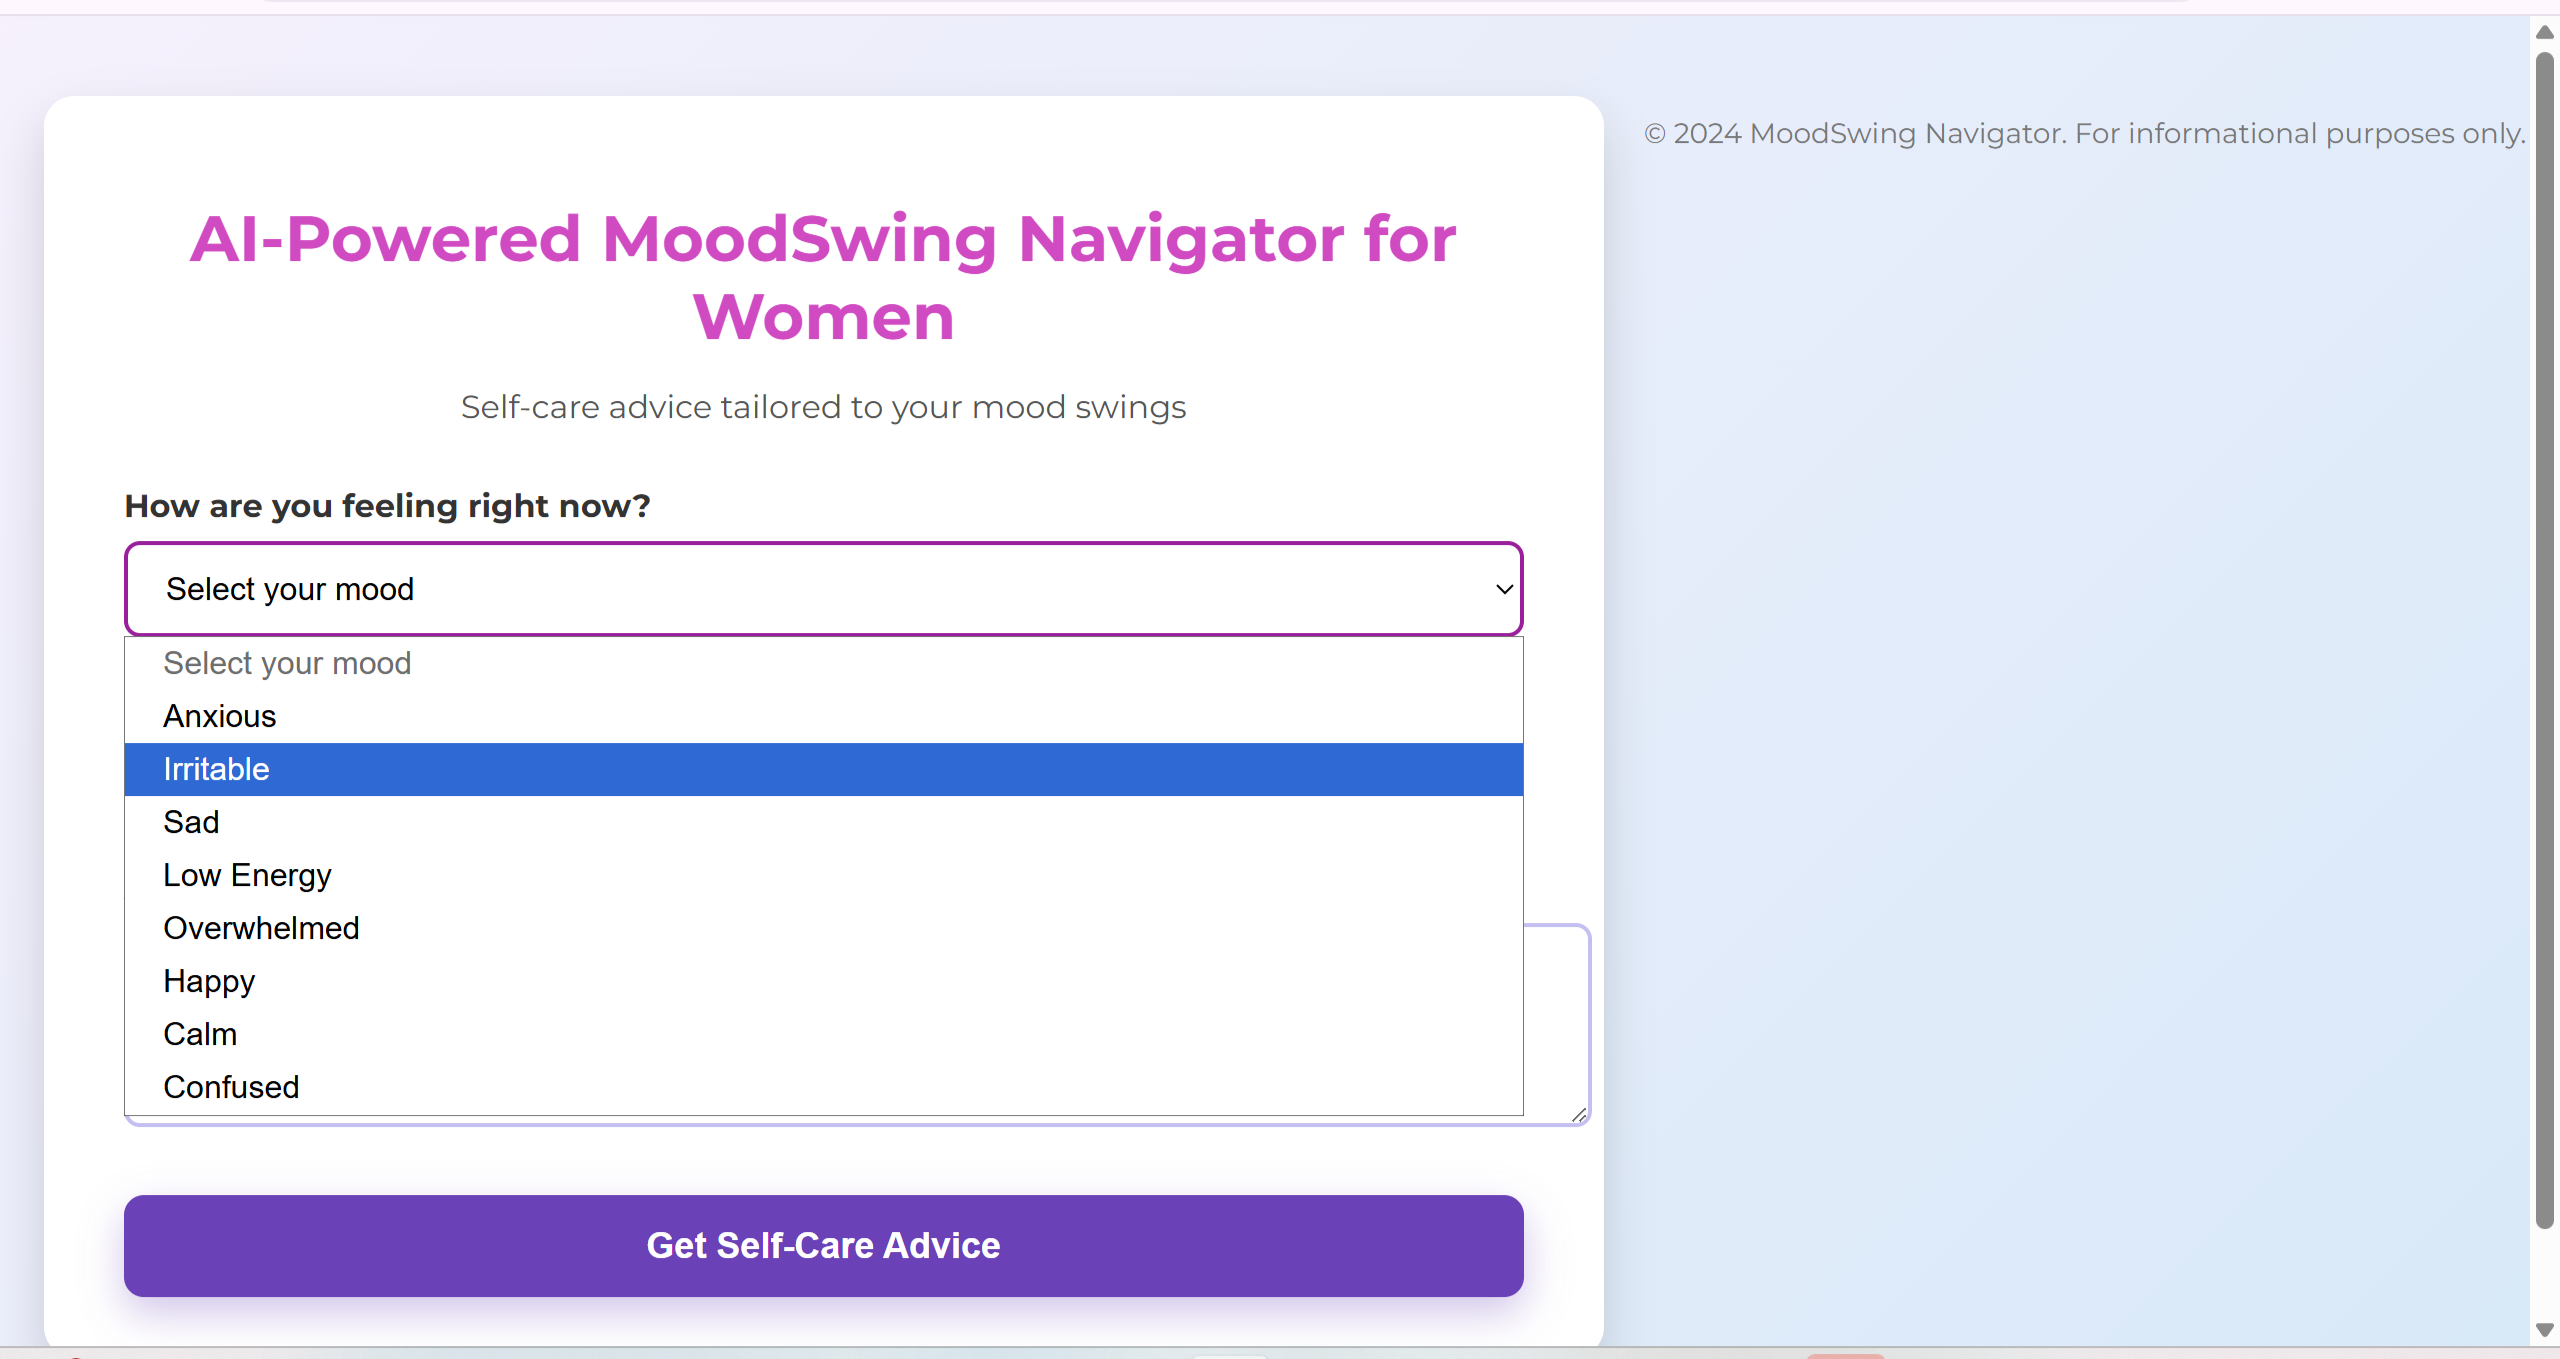 © 2024 MoodSwing Navigator. For informational purposes only.
AI-Powered MoodSwing Navigator for
Women
Self-care advice tailored to your mood swings
How are you feeling right now?
Select your mood
Select your mood
Anxious
Irritable
Sad
Low Energy
Overwhelmed
Happy
Calm
Confused
Get Self-Care Advice